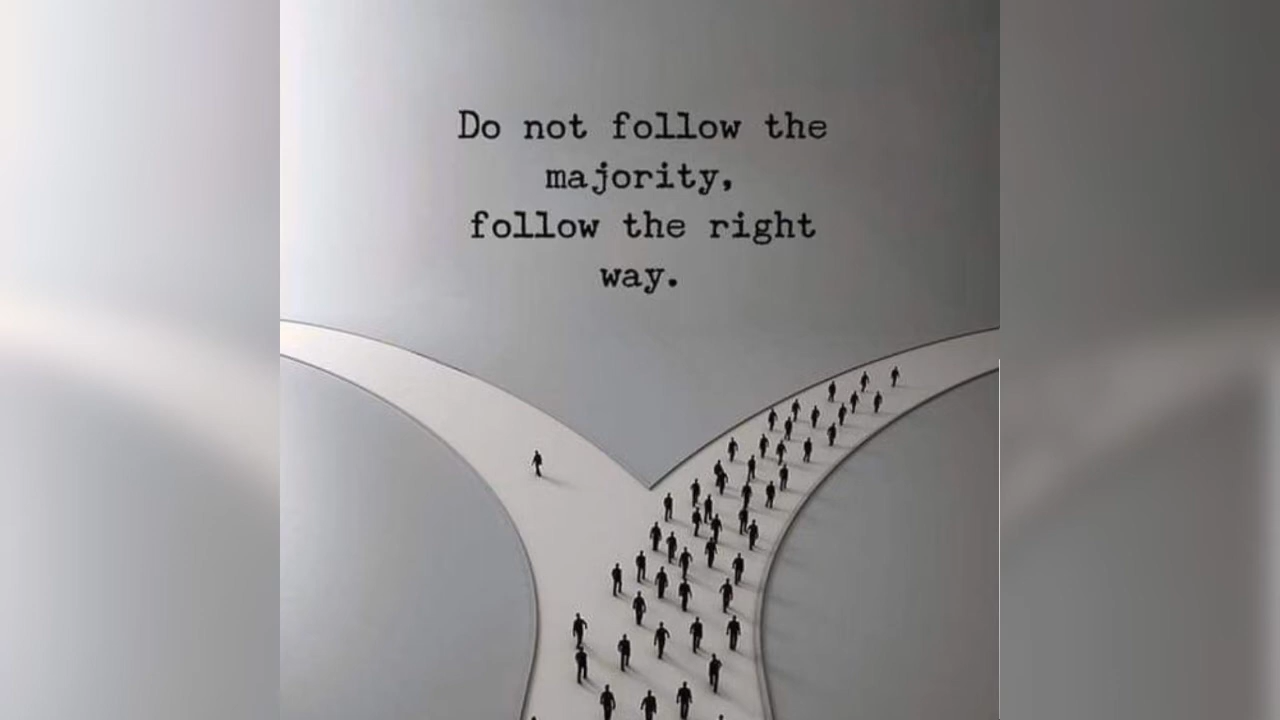 Do not follow the
majority,
follow the right
way.